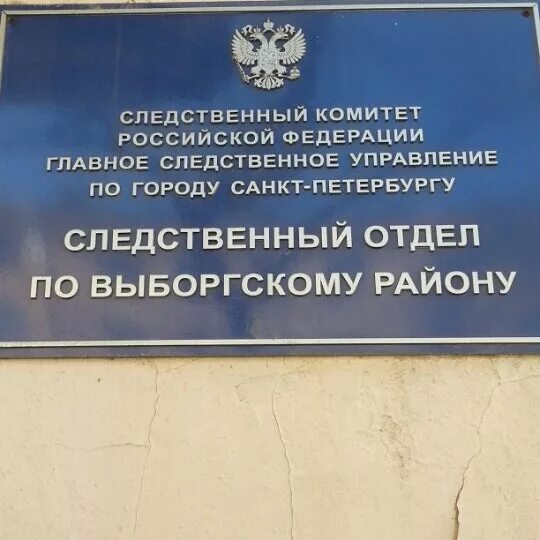 СЛЕДСТВЕННЫЙ КОМИТЕТ
РОССИЙСКОЙ ФЕДЕРАЦИИ
ГЛАВНОЕ СЛЕДСТВЕННОЕ УПРАВЛЕНИЕ
ПО ГОРОДУ САНКТ-ПЕТЕРБУРГУ
СЛЕДСТВЕННЫЙ ОТДЕЛ
ПО ВЫБОРГСКОМУ РАЙОНУ